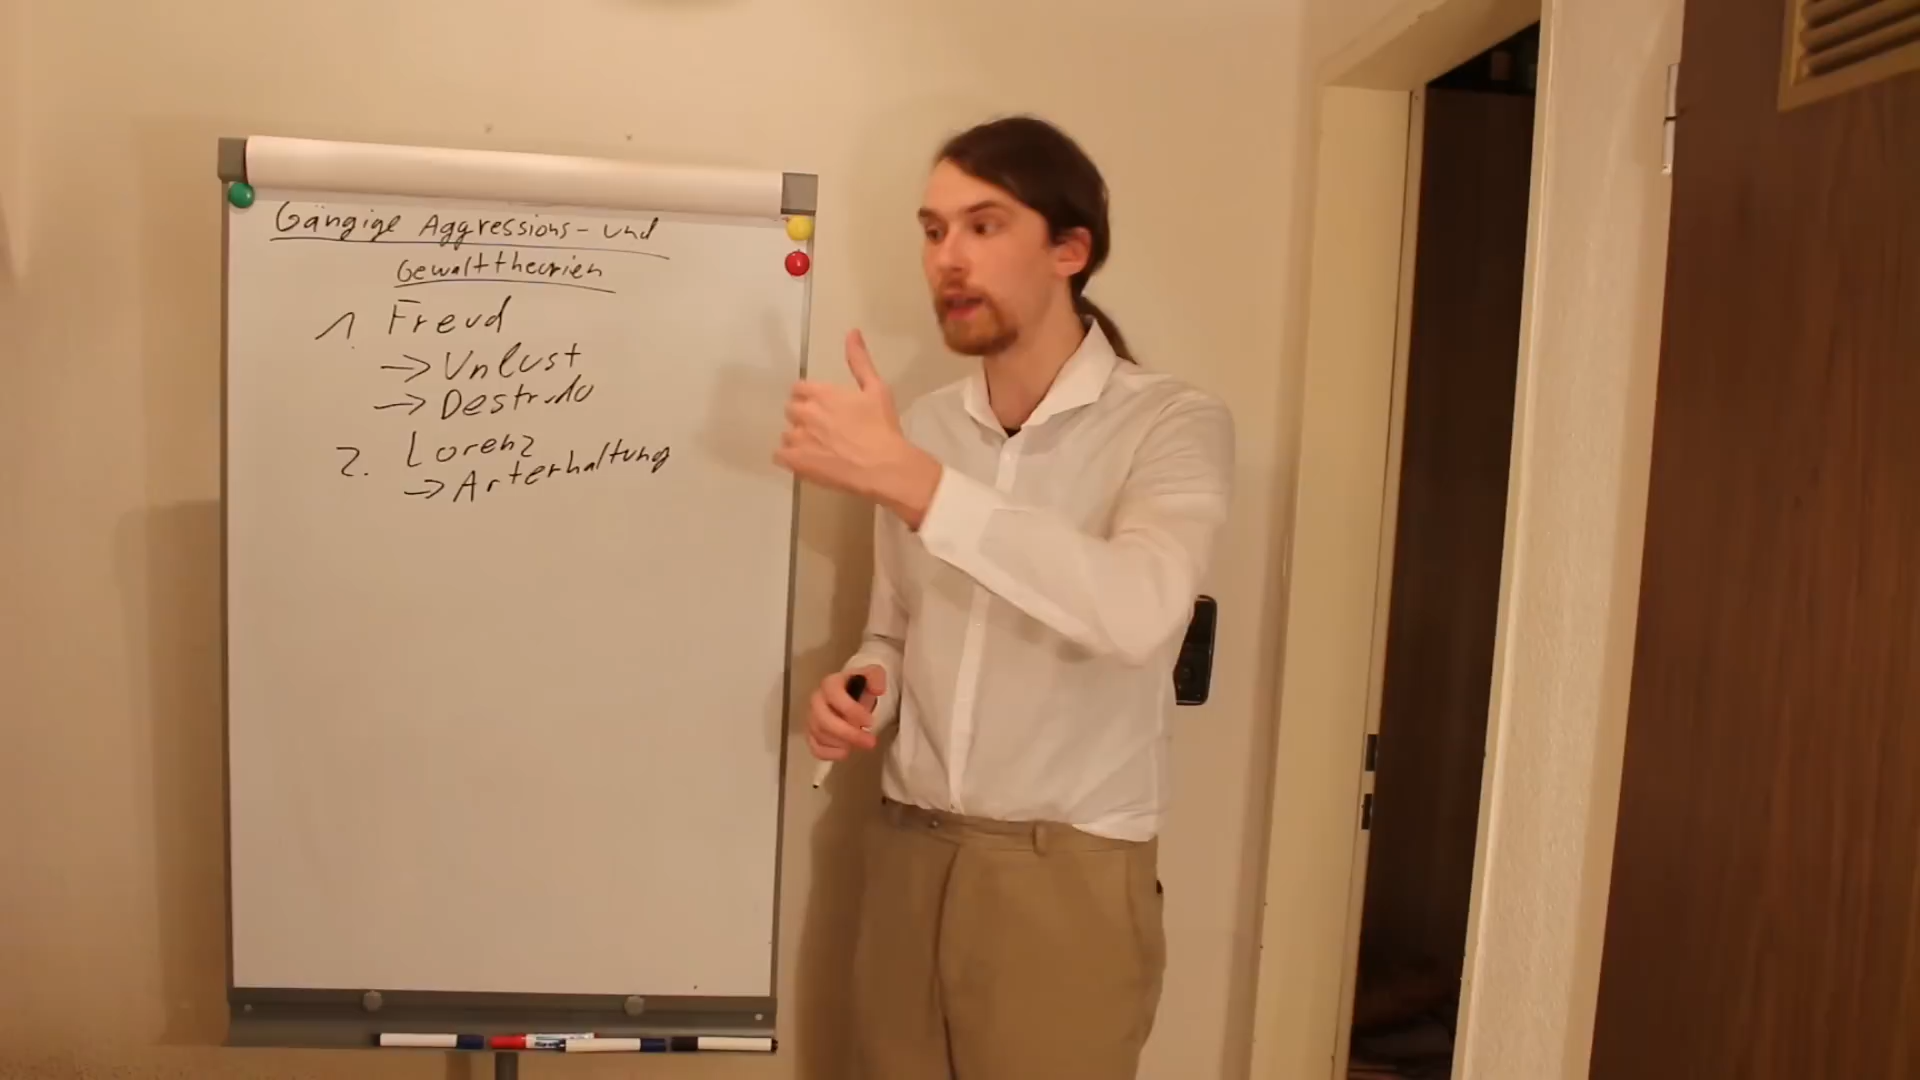 Gängige Aggressions- und
Gewalttheorien
1. Freud
→ Unlust
→ Destrudo
2. Lorenz
→ Arterhaltung